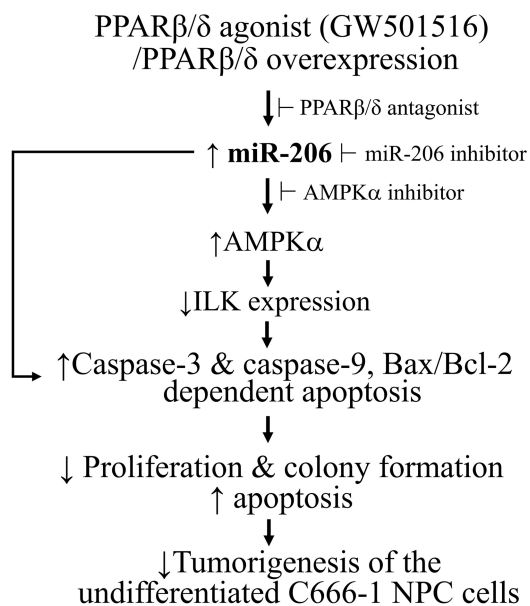 PPARβ/δ agonist (GW501516)
/PPARβ/δ overexpression
⊢ PPARβ/δ antagonist
↑ miR-206 ⊢ miR-206 inhibitor
⊢ AMPKα inhibitor
↑AMPKα
↓ILK expression
↑Caspase-3 & caspase-9, Bax/Bcl-2
dependent apoptosis
↓ Proliferation & colony formation
↑ apoptosis
↓Tumorigenesis of the
undifferentiated C666-1 NPC cells